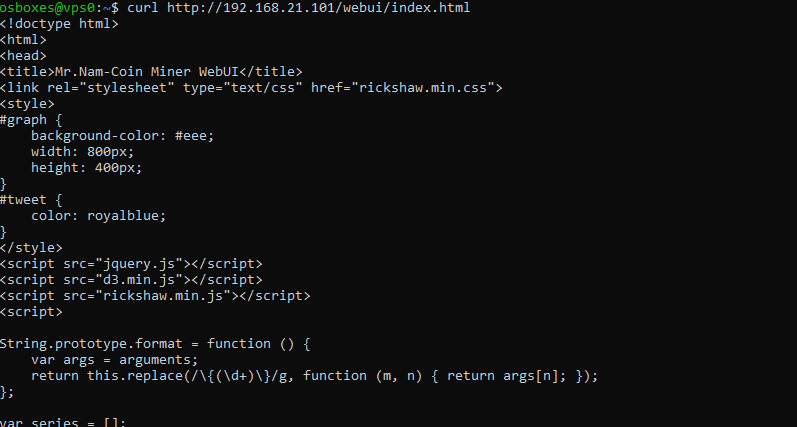 osboxes@vps0:~$ curl http://192.168.21.101/webui/index.html
<!doctype html>
<html>
<head>
<title>Mr.Nam-Coin Miner WebUI</title>
<link rel="stylesheet" type="text/css" href="rickshaw.min.css">
<style>
#graph {
    background-color: #eee;
    width: 800px;
    height: 400px;
}
#tweet {
    color: royalblue;
}
</style>
<script src="jquery.js"></script>
<script src="d3.min.js"></script>
<script src="rickshaw.min.js"></script>
<script>

String.prototype.format = function () {
    var args = arguments;
    return this.replace(/\{(\d+)\}/g, function (m, n) { return args[n]; });
};

var series = [];